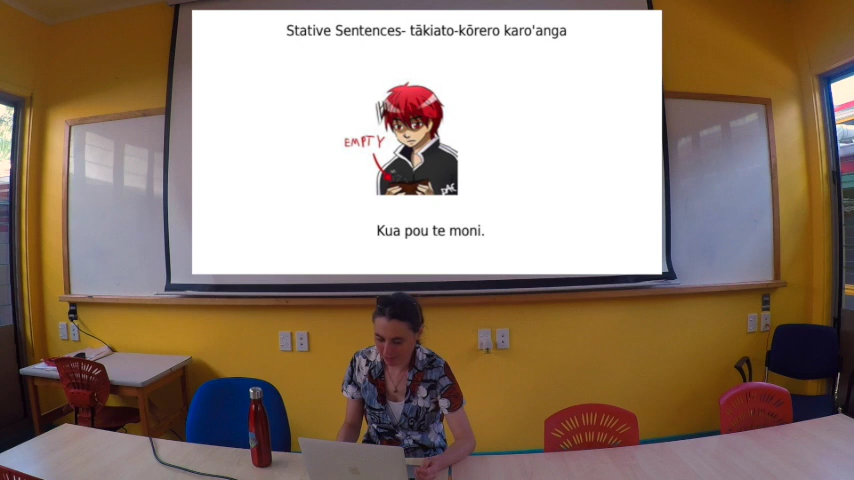 Stative Sentences- tākiato-kōrero karo'anga
EMPTY
Kua pou te moni.